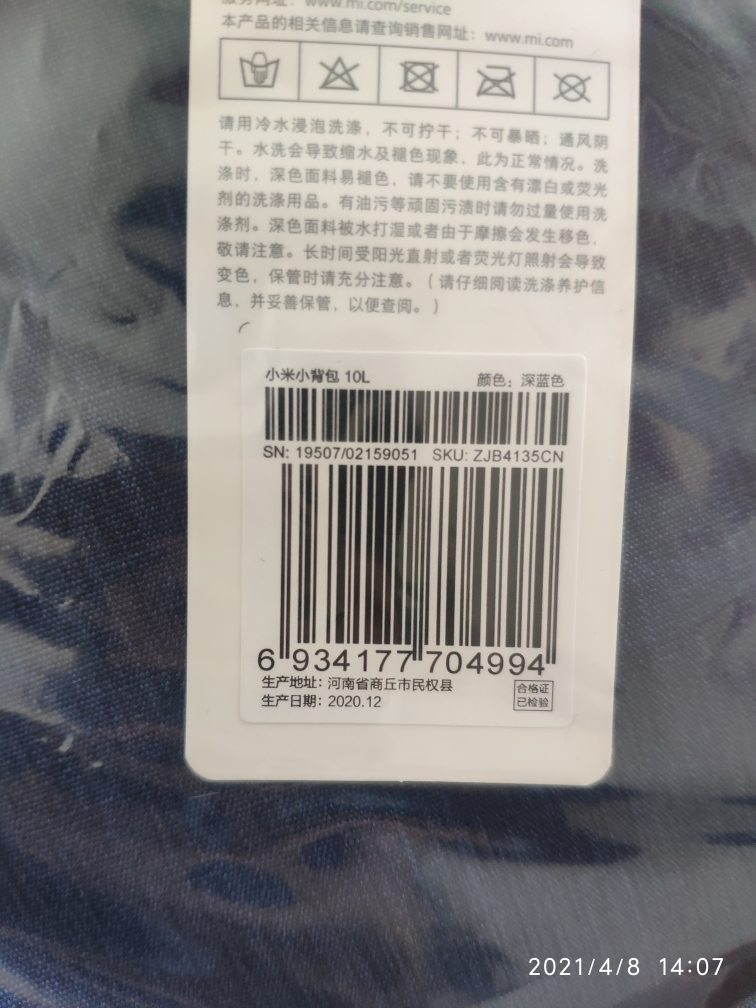 服务网址：www.mi.com/service
本产品的相关信息请查询销售网址：www.mi.com
请用冷水浸泡洗涤，不可拧干；不可暴晒；通风阴
干。水洗会导致缩水及褪色现象，此为正常情况。洗
涤时，深色面料易褪色，请不要使用含有漂白或荧光
剂的洗涤用品。有油污等顽固污渍时请勿过量使用洗
涤剂。深色面料被水打湿或者由于摩擦会发生移色，
敬请注意。长时间受阳光直射或者荧光灯照射会导致
变色，保管时请充分注意。（请仔细阅读洗涤养护信
息，并妥善保管，以便查阅。）
小米小背包 10L 颜色：深蓝色
SN: 19507/02159051 SKU: ZJB4135CN
6 934177 704994
生产地址：河南省商丘市民权县
生产日期：2020.12
合格证
已检验
2021/4/8 14:07